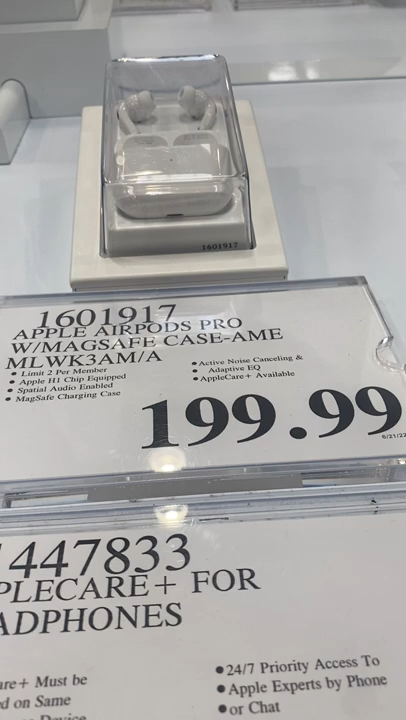 1601917
1601917
APPLE AIRPODS PRO
W/MAGSAFE CASE-AME
MLWK3AM/A
• Limit 2 Per Member
• Apple H1 Chip Equipped
• Spatial Audio Enabled
• MagSafe Charging Case
• Active Noise Canceling &
• Adaptive EQ
• AppleCare+ Available
199.99
6/21/22
1447833
PLECARE+ FOR
ADPHONES
are+ Must be
d on Same
Device
• 24/7 Priority Access To
• Apple Experts by Phone
• or Chat